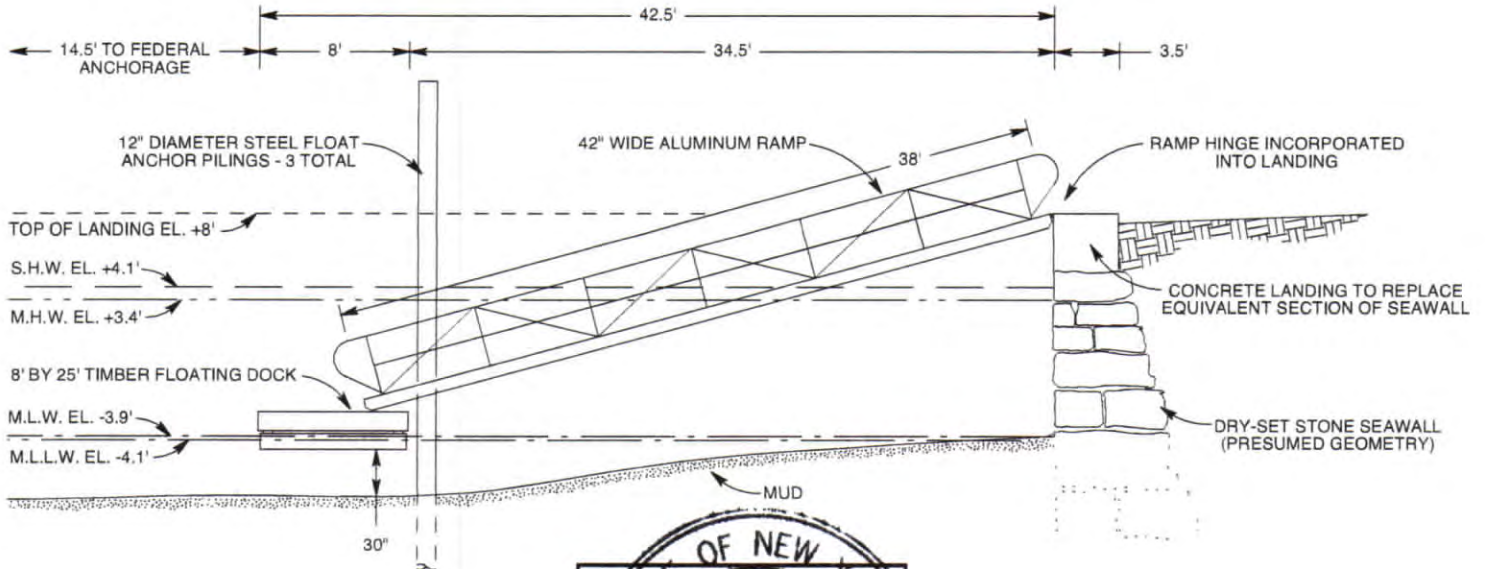 42.5'
14.5' TO FEDERAL
ANCHORAGE
8'
34.5'
3.5'
12" DIAMETER STEEL FLOAT
ANCHOR PILINGS - 3 TOTAL
42" WIDE ALUMINUM RAMP
38'
RAMP HINGE INCORPORATED
INTO LANDING
TOP OF LANDING EL. +8'
S.H.W. EL. +4.1'
M.H.W. EL. +3.4'
CONCRETE LANDING TO REPLACE
EQUIVALENT SECTION OF SEAWALL
8' BY 25' TIMBER FLOATING DOCK
M.L.W. EL. -3.9'
M.L.L.W. EL. -4.1'
DRY-SET STONE SEAWALL
(PRESUMED GEOMETRY)
MUD
30"
OF NEW